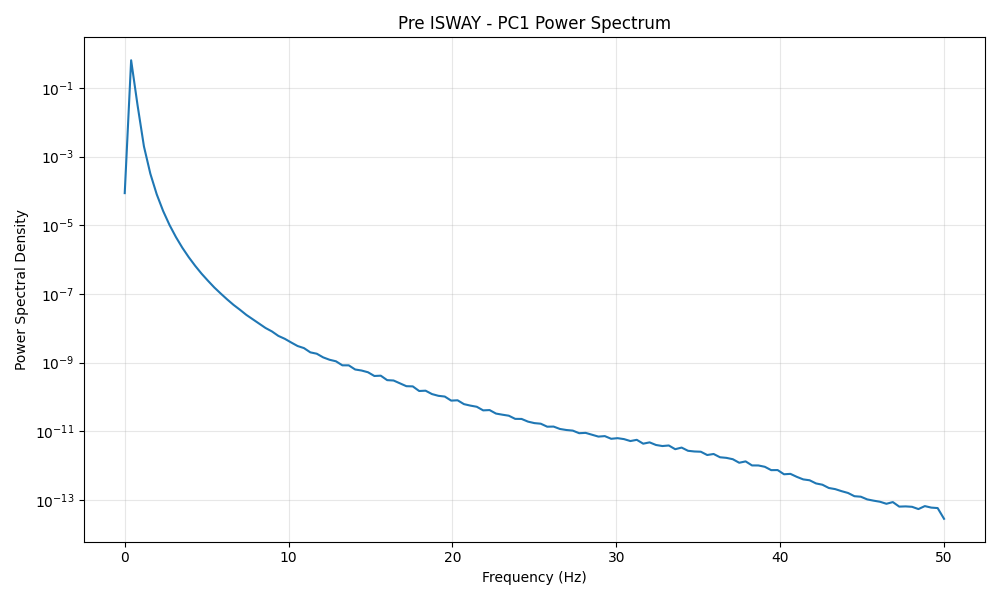 Pre ISWAY - PC1 Power Spectrum
Power Spectral Density
10⁻¹
10⁻³
10⁻⁵
10⁻⁷
10⁻⁹
10⁻¹¹
10⁻¹³
0 10 20 30 40 50
Frequency (Hz)